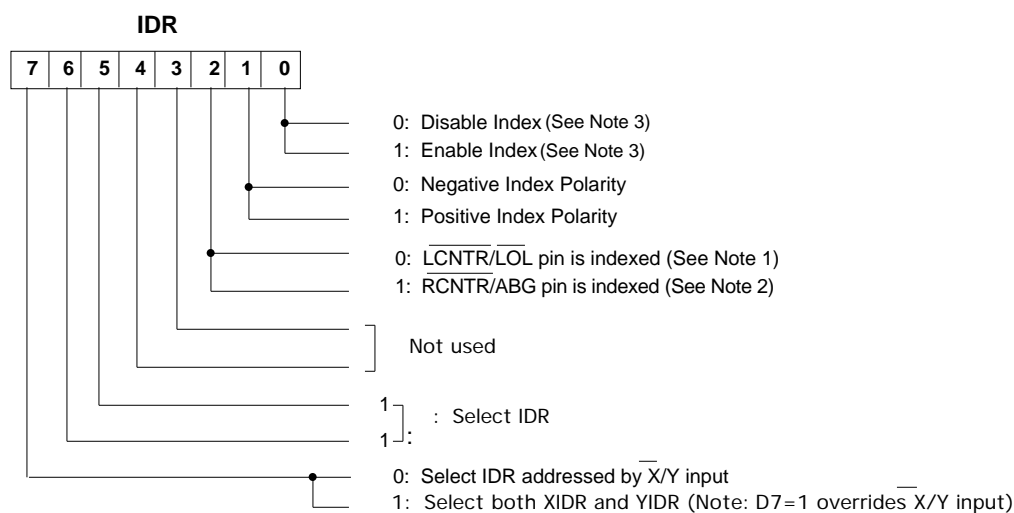 IDR
7 6 5 4 3 2 1 0
0: Disable Index (See Note 3)
1: Enable Index (See Note 3)
0: Negative Index Polarity
1: Positive Index Polarity
0: LCNTR/LOL pin is indexed (See Note 1)
1: RCNTR/ABG pin is indexed (See Note 2)
Not used
1
: Select IDR
1 :
0: Select IDR addressed by X/Y input
1: Select both XIDR and YIDR (Note: D7=1 overrides X/Y input)